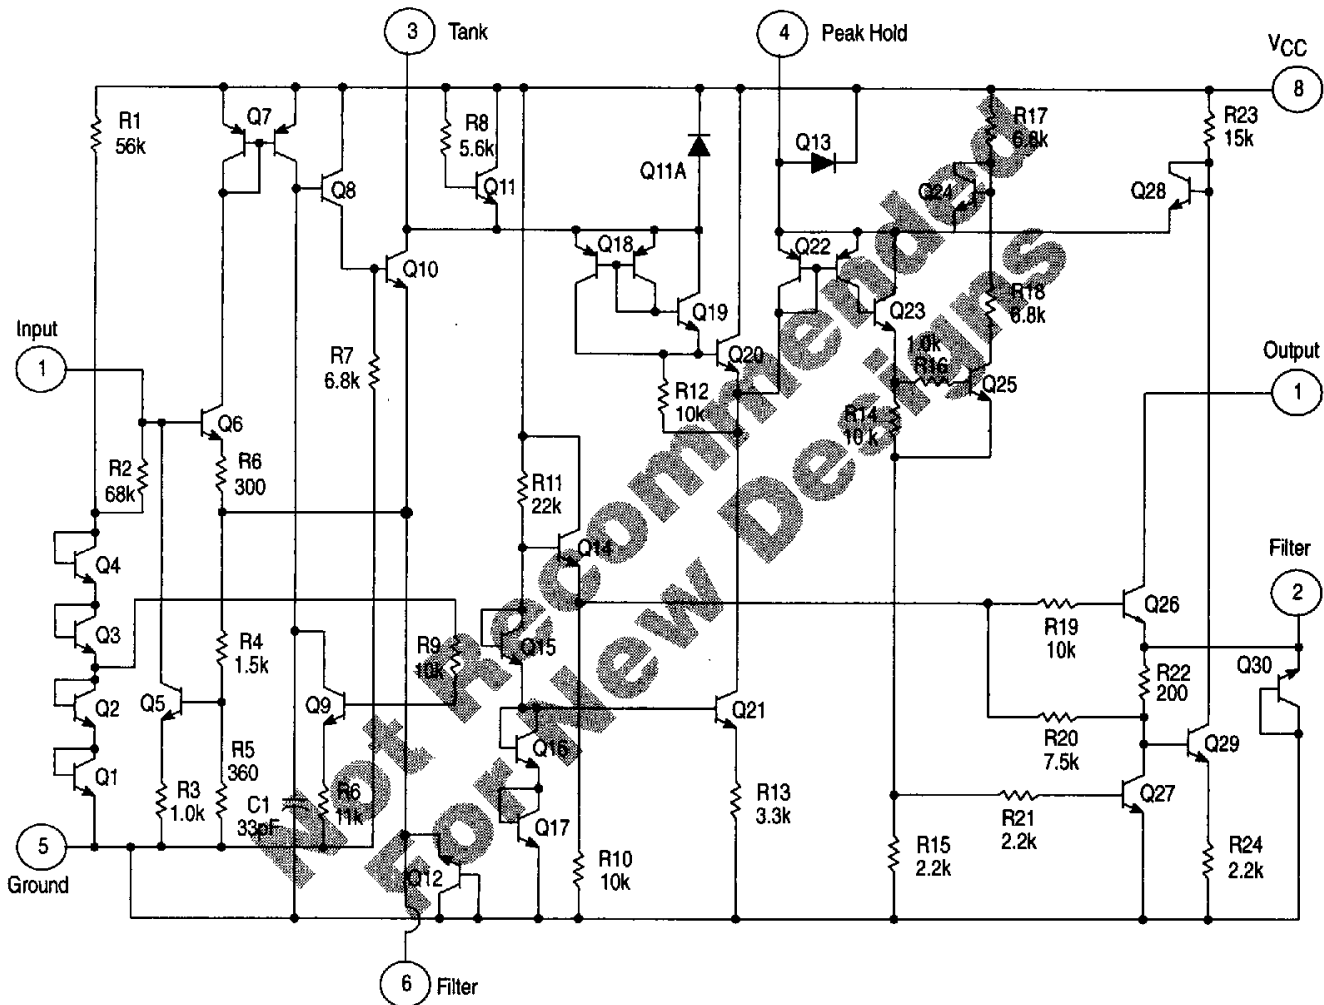 3 Tank
4 Peak Hold
VCC
8
R1
56k
Q7
R8
5.6k
Q11A
Q13
R17
6.8k
R23
15k
Q8
Q11
Q24
Q28
Q10
Q18
Q22
Input
1
Q19
Q23
R18
6.8k
R7
6.8k
Q20
1.0k
R16
Q25
Output
1
R12
10k
R14
10 k
Q6
R2
68k
R6
300
R11
22k
Q4
Q14
Filter
2
Q3
R4
1.5k
R9
10k
Q15
R19
10k
Q26
Q30
R22
200
Q2
Q5
Q9
Q21
Q16
R20
7.5k
Q29
Q1
R3
1.0k
R5
360
C1
33pF
R6
11k
Q17
R13
3.3k
R21
2.2k
Q27
5
Ground
Q12
R10
10k
R15
2.2k
R24
2.2k
6 Filter
Not Recommended
For New Designs